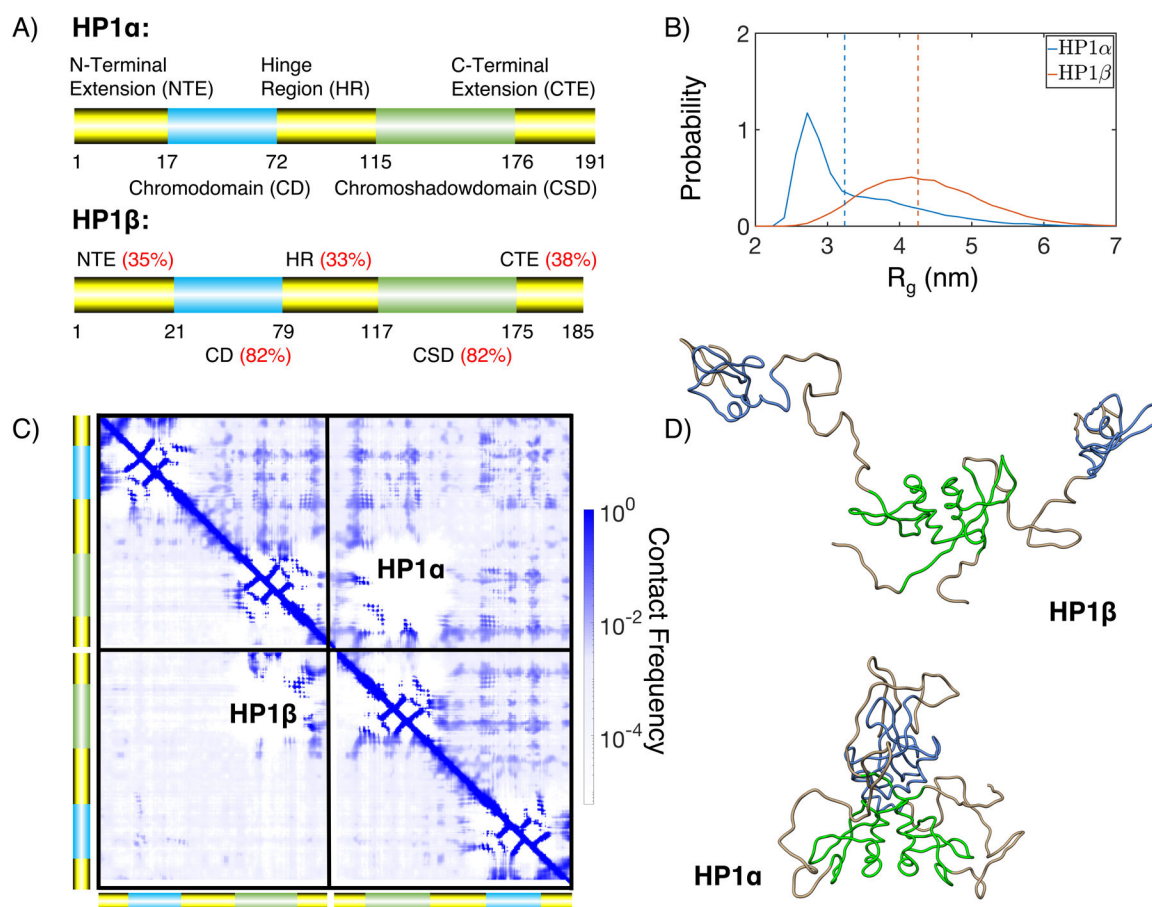 A)
HP1α:
N-Terminal
Extension (NTE)
Hinge
Region (HR)
C-Terminal
Extension (CTE)
1 17 72 115 176 191
Chromodomain (CD) Chromoshadowdomain (CSD)
HP1β:
NTE (35%) HR (33%) CTE (38%)
1 21 79 117 175 185
CD (82%) CSD (82%)
B)
2
1
0
Probability
2 3 4 5 6 7
Rg (nm)
HP1α
HP1β
C)
HP1α
HP1β
10^0
10^-2
10^-4
Contact Frequency
D)
HP1β
HP1α